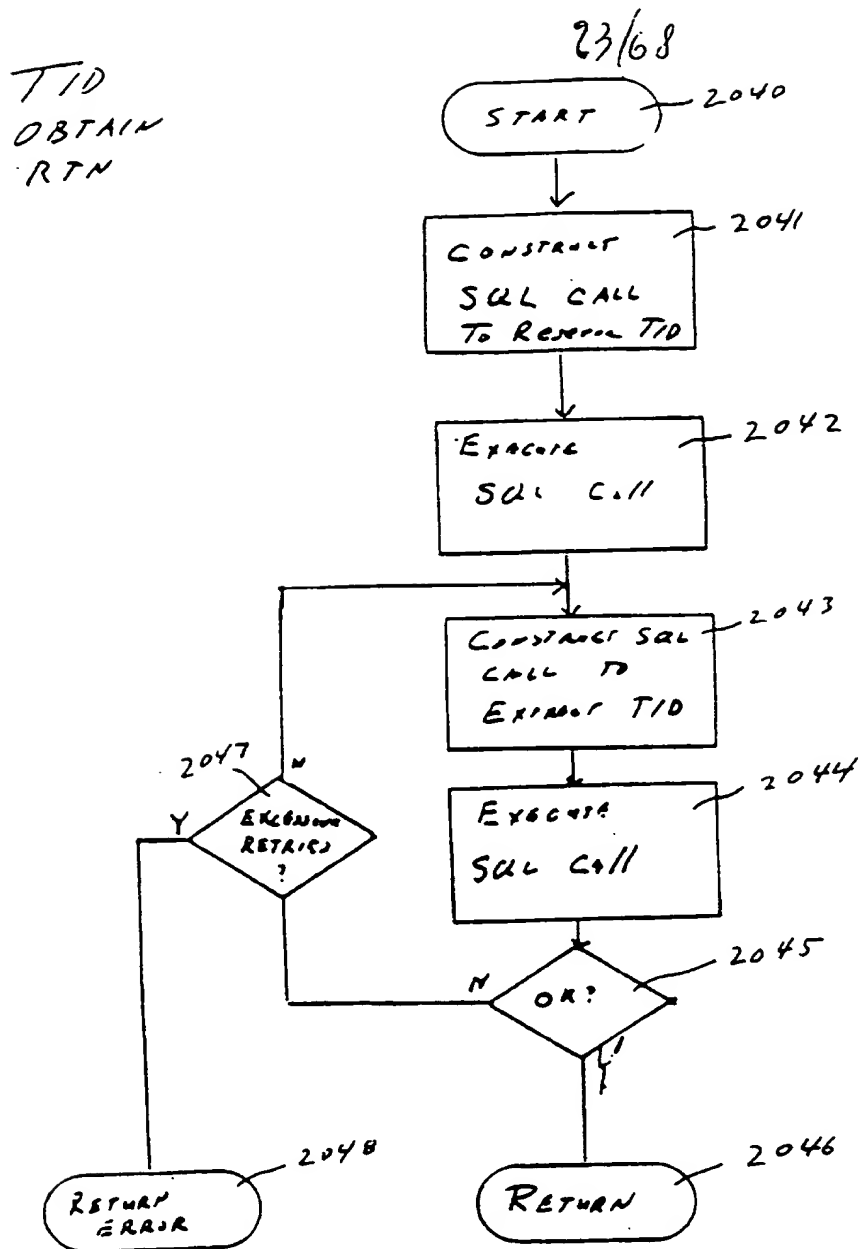 23/68
TID
OBTAIN
RTN
START
2040
CONSTRUCT
SQL CALL
To Reserve TID
2041
Execute
SQL Call
2042
CONSTRUCT SQL
CALL TO
EXTRACT TID
2043
EXECUTE
SQL Call
2044
OK?
2045
N
Y
EXCESSIVE
RETRIES
?
2047
N
Y
RETURN
ERROR
2048
RETURN
2046